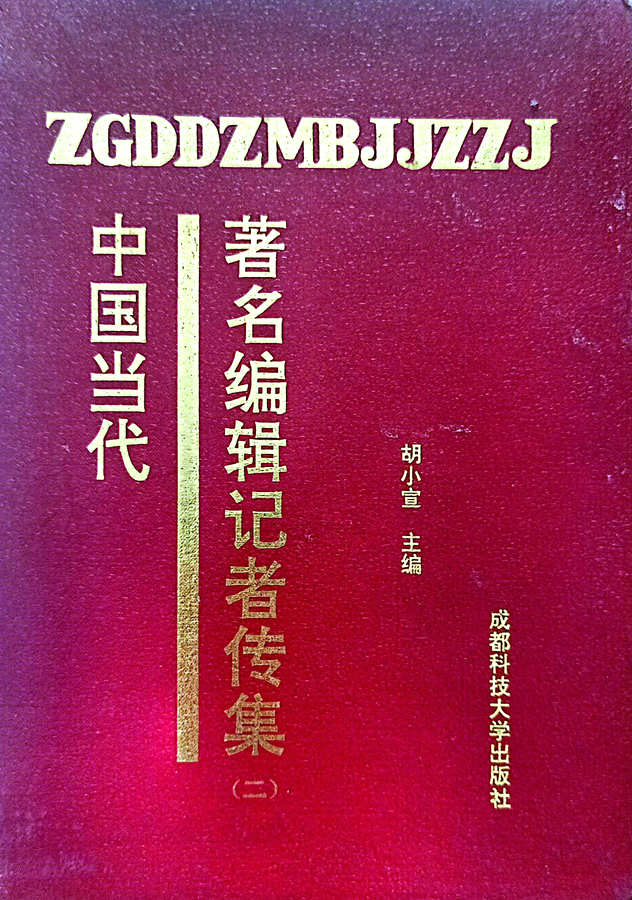 ZGDDZMBJJZZJ
中国当代
著名编辑记者传集
(二)
胡小宣 主编
成都科技大学出版社